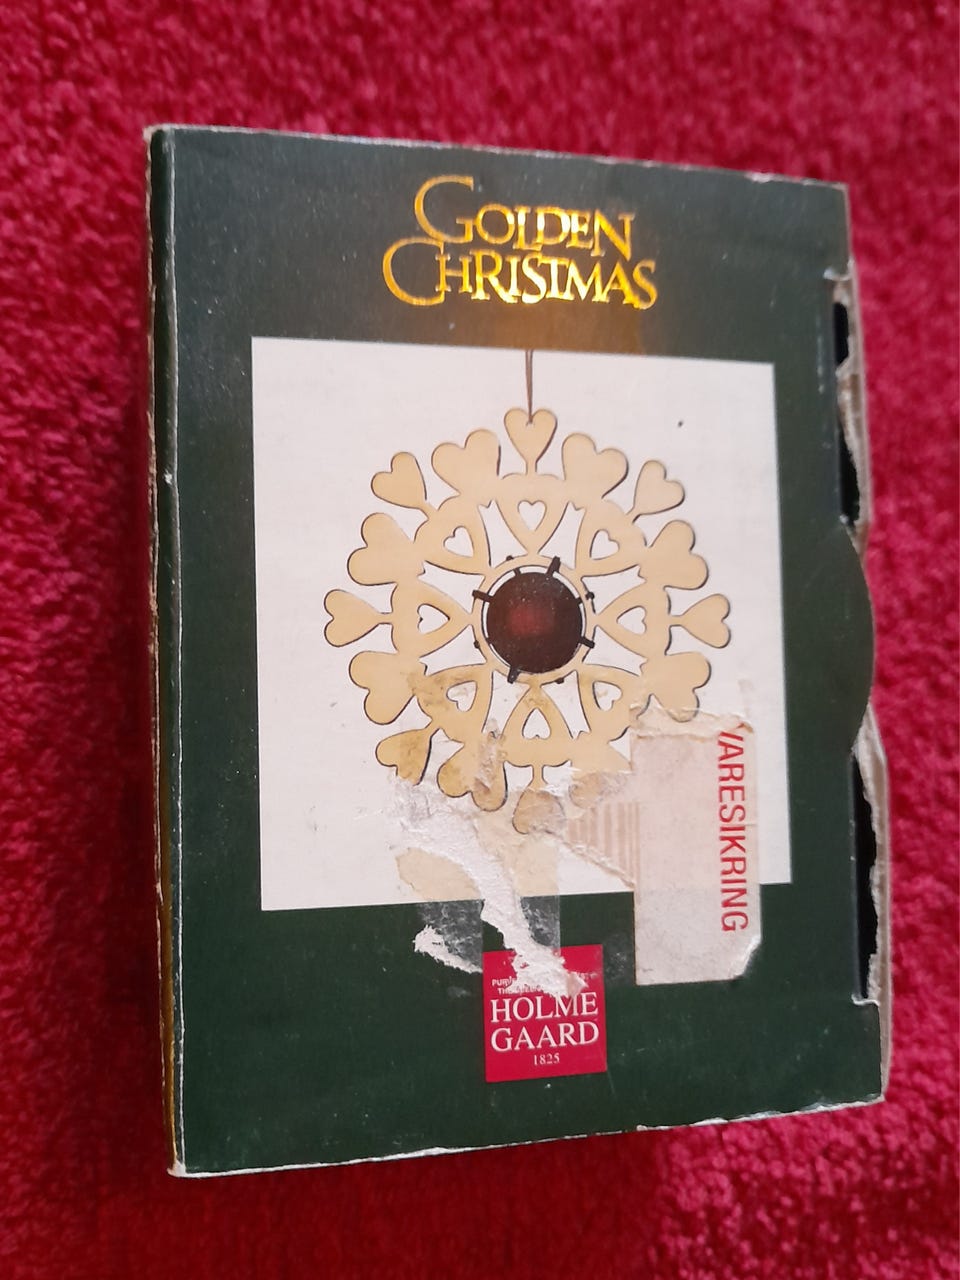 GOLDEN
CHRISTMAS
VARESIKRING
HOLME
GAARD
1825